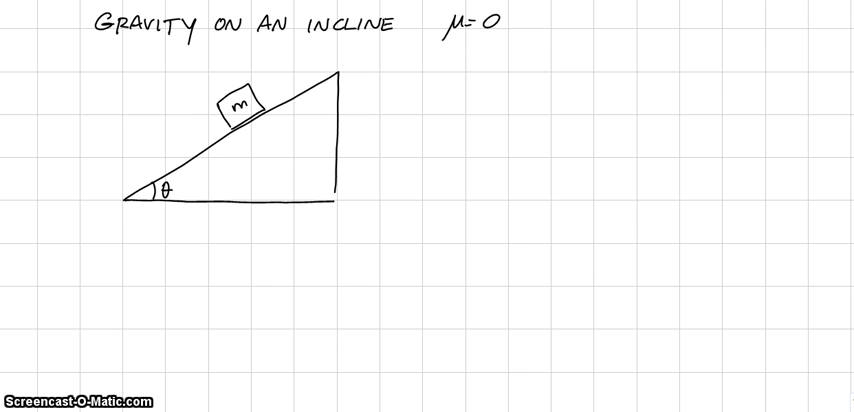 GRAVITY ON AN INCLINE μ=0
m
θ
Screencast-O-Matic.com